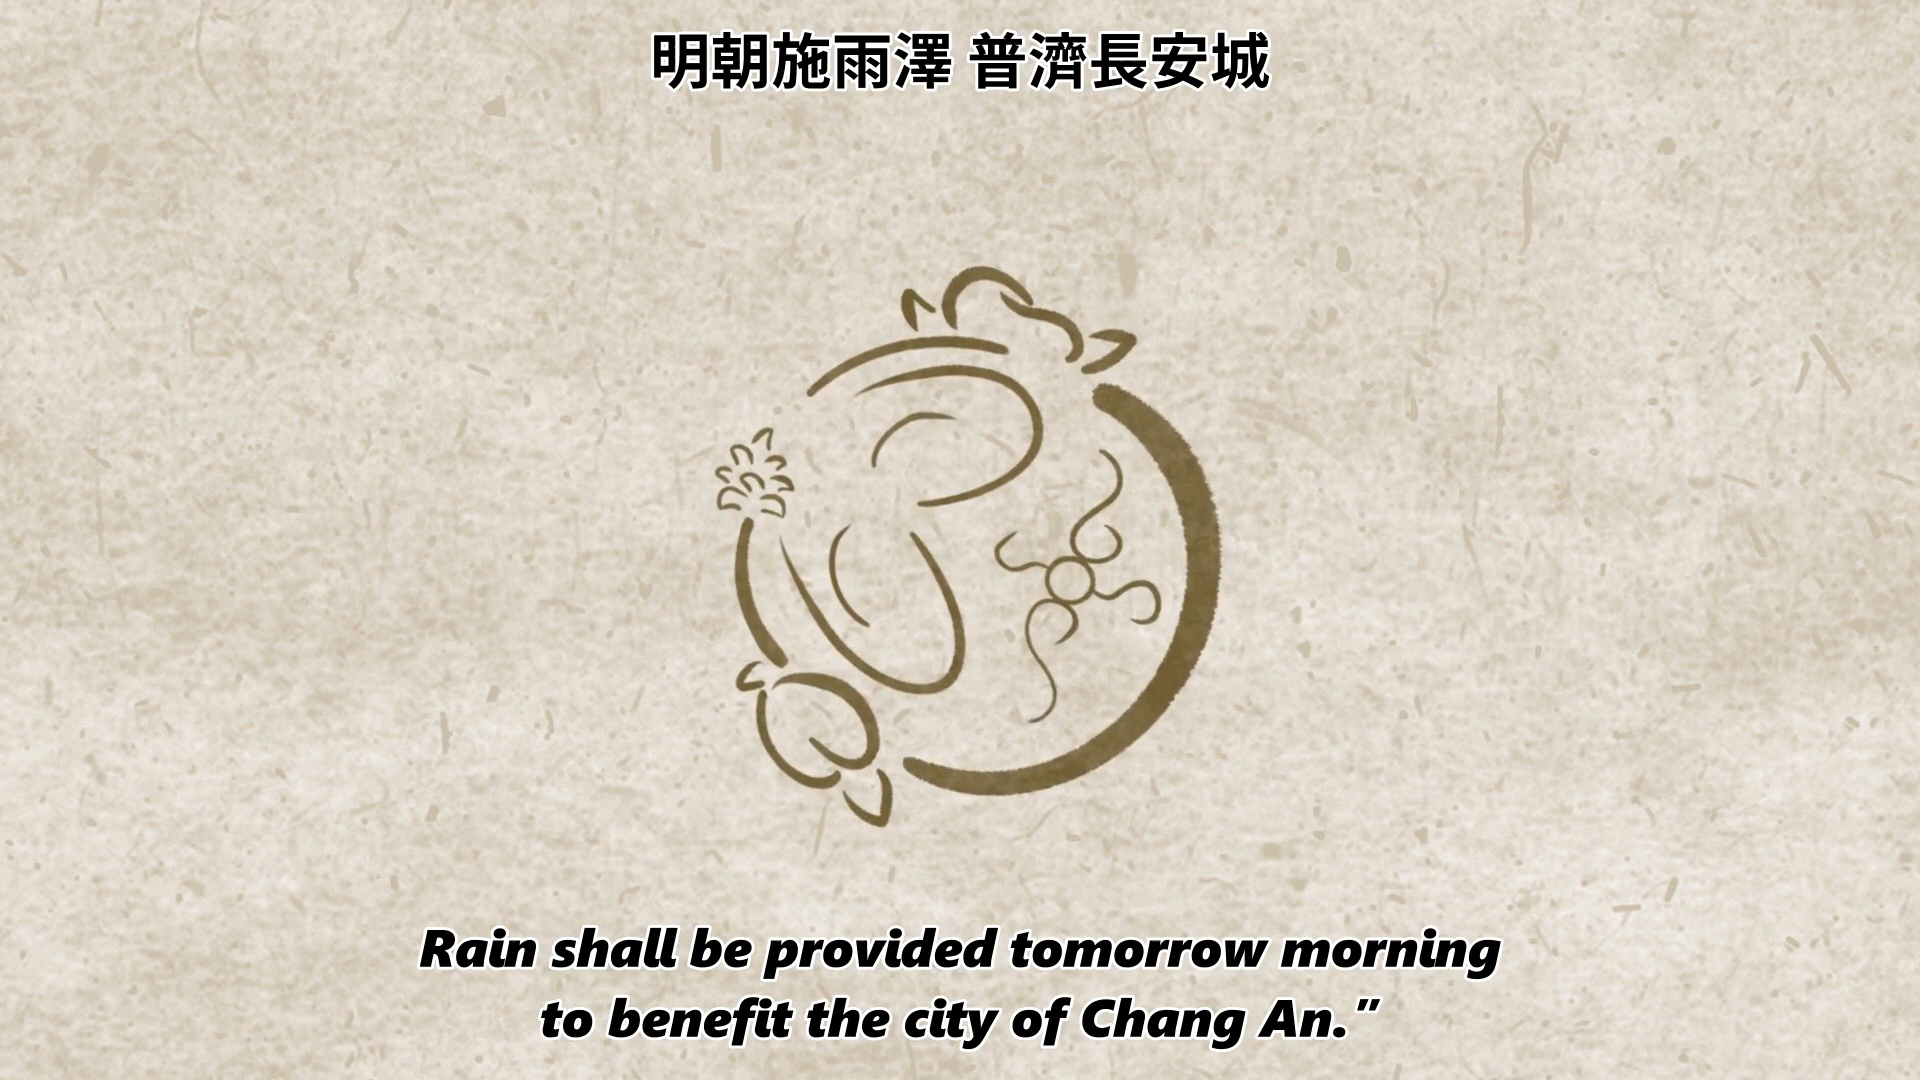 明朝施雨澤 普濟長安城
Rain shall be provided tomorrow morning
to benefit the city of Chang An."